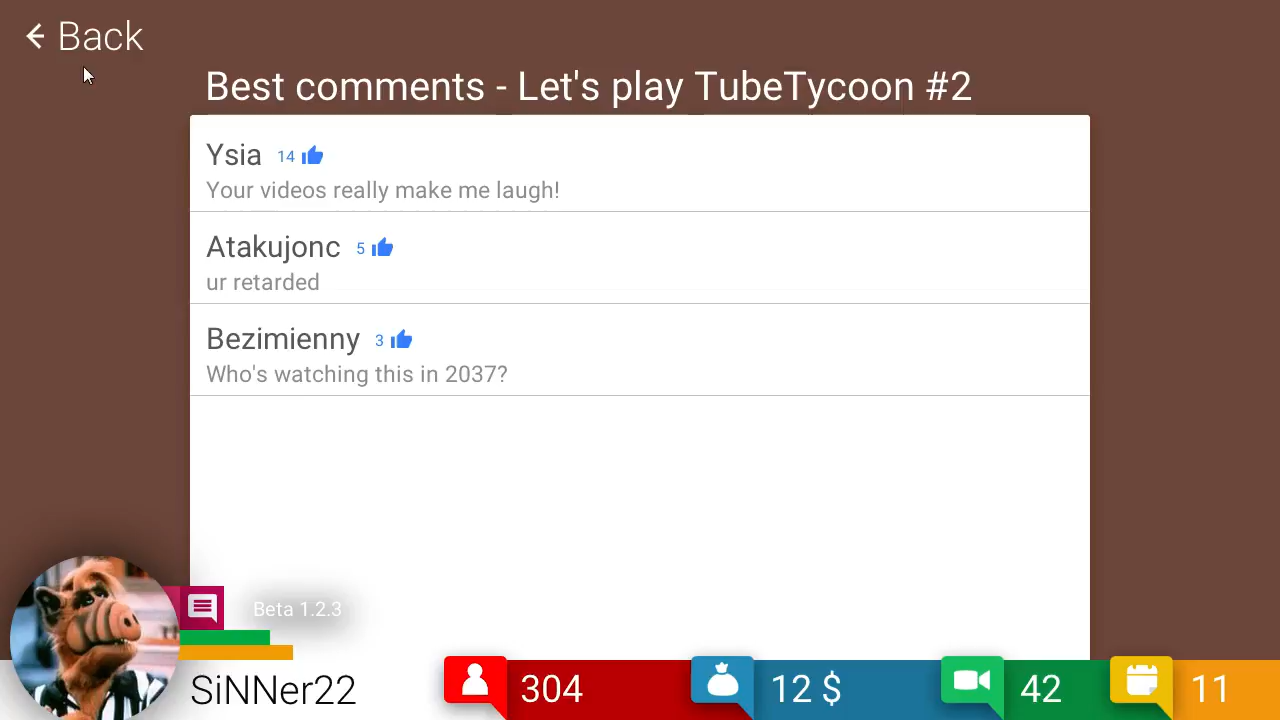 Back
Best comments - Let's play TubeTycoon #2
Ysia 14
Your videos really make me laugh!
Atakujonc 5
ur retarded
Bezimienny 3
Who's watching this in 2037?
Beta 1.2.3
SiNNer22
304
12 $
42
11